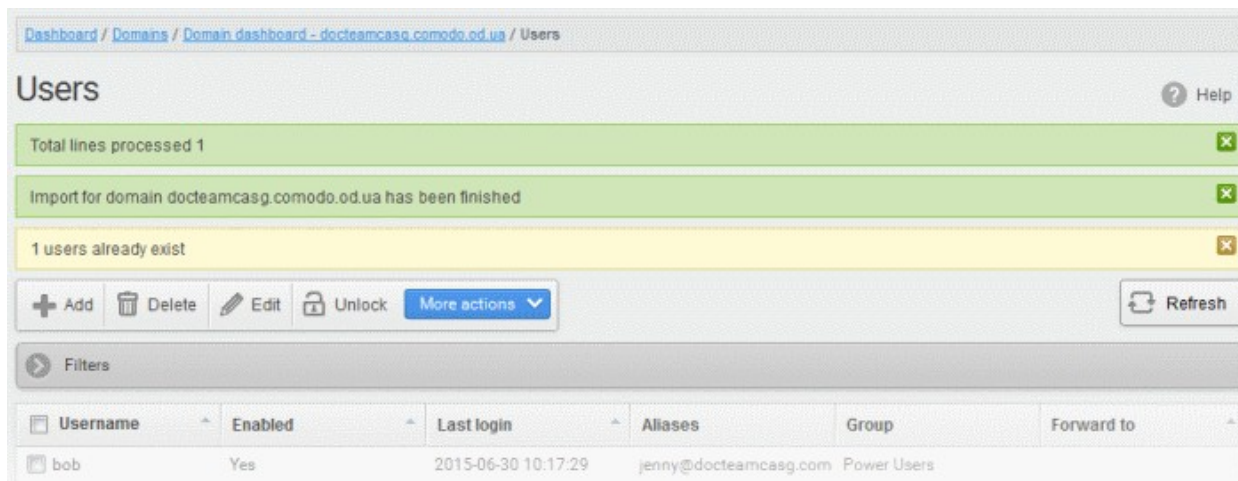 Dashboard / Domains / Domain dashboard - docteamcasg.comodo.od.ua / Users
Users
Help
Total lines processed 1
Import for domain docteamcasg.comodo.od.ua has been finished
1 users already exist
Add Delete Edit Unlock More actions Refresh
Filters
Username Enabled Last login Aliases Group Forward to
bob Yes 2015-06-30 10:17:29 jenny@docteamcasg.com Power Users